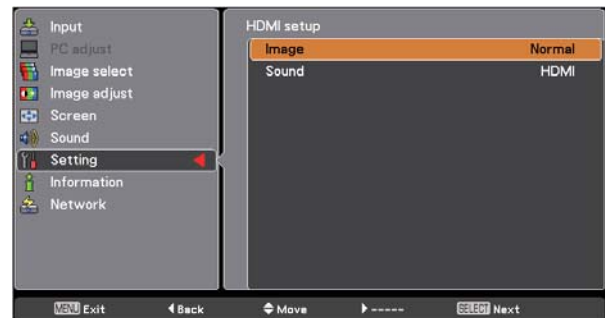 Input
PC adjust
Image select
Image adjust
Screen
Sound
Setting
Information
Network
HDMI setup
Image Normal
Sound HDMI
MENU Exit Back Move ----- SELECT Next